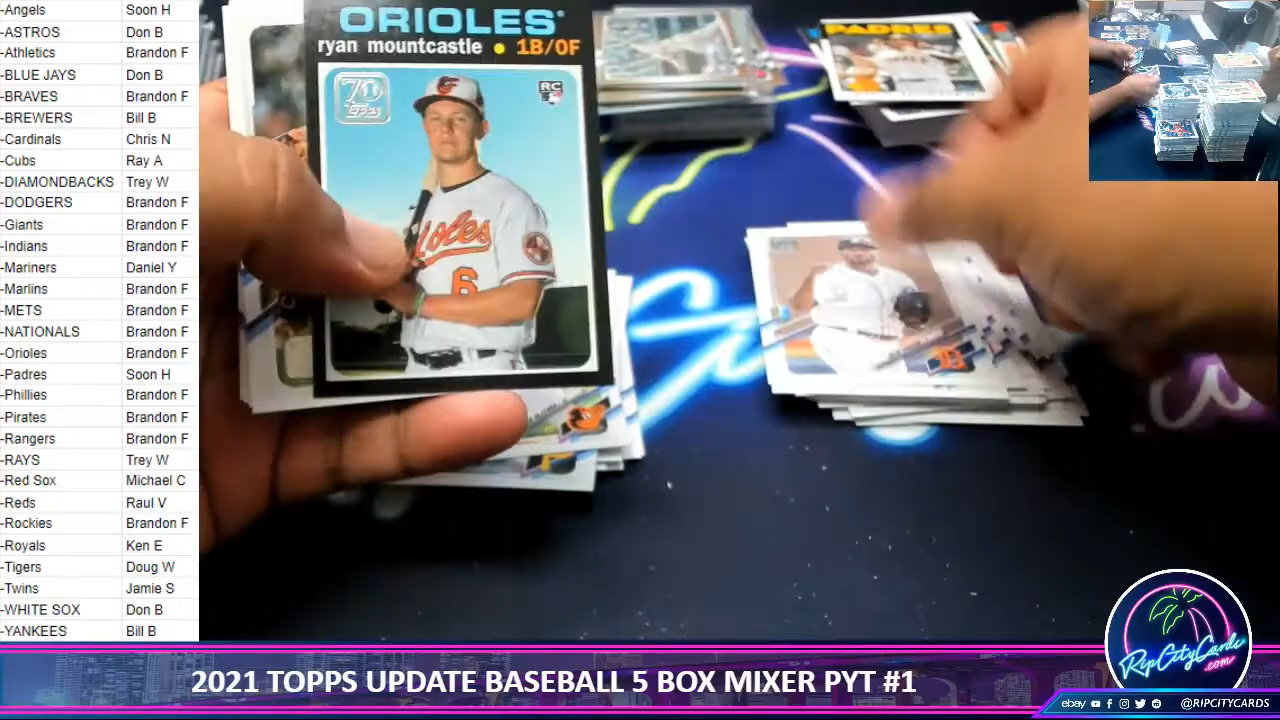 -Angels Soon H
-ASTROS Don B
-Athletics Brandon F
-BLUE JAYS Don B
-BRAVES Brandon F
-BREWERS Bill B
-Cardinals Chris N
-Cubs Ray A
-DIAMONDBACKS Trey W
-DODGERS Brandon F
-Giants Brandon F
-Indians Brandon F
-Mariners Daniel Y
-Marlins Brandon F
-METS Brandon F
-NATIONALS Brandon F
-Orioles Brandon F
-Padres Soon H
-Phillies Brandon F
-Pirates Brandon F
-Rangers Brandon F
-RAYS Trey W
-Red Sox Michael C
-Reds Raul V
-Rockies Brandon F
-Royals Ken E
-Tigers Doug W
-Twins Jamie S
-WHITE SOX Don B
-YANKEES Bill B
ORIOLES
ryan mountcastle • 1B/OF
70
TOPPS
RC
Orioles
6
PADRES
RipCityCards
.com
2021 TOPPS UPDATE BASEBALL 5 BOX MIXER PYT #1
ebay @RIPCITYCARDS